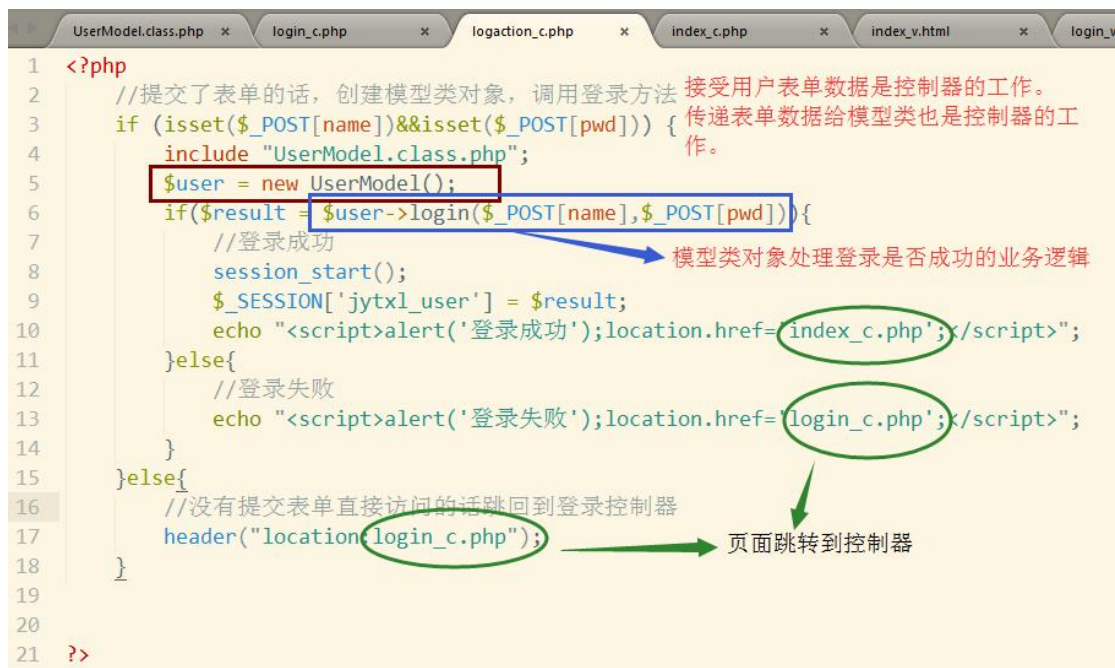 UserModel.class.php × login_c.php × logaction_c.php × index_c.php × index_v.html × login_v
1 <?php
2 //提交了表单的话，创建模型类对象，调用登录方法 接受用户表单数据是控制器的工作。
3 if (isset($_POST[name])&&isset($_POST[pwd])) { 传递表单数据给模型类也是控制器的工
作。
4 include "UserModel.class.php";
5 $user = new UserModel();
6 if($result = $user->login($_POST[name],$_POST[pwd])){
7 //登录成功
模型类对象处理登录是否成功的业务逻辑
8 session_start();
9 $_SESSION['jytxl_user'] = $result;
10 echo "<script>alert('登录成功');location.href='index_c.php';</script>";
11 }else{
12 //登录失败
13 echo "<script>alert('登录失败');location.href='login_c.php';</script>";
14 }
15 }else{
16 //没有提交表单直接访问的话跳回到登录控制器
17 header("location:login_c.php");
页面跳转到控制器
18 }
19
20
21 ?>